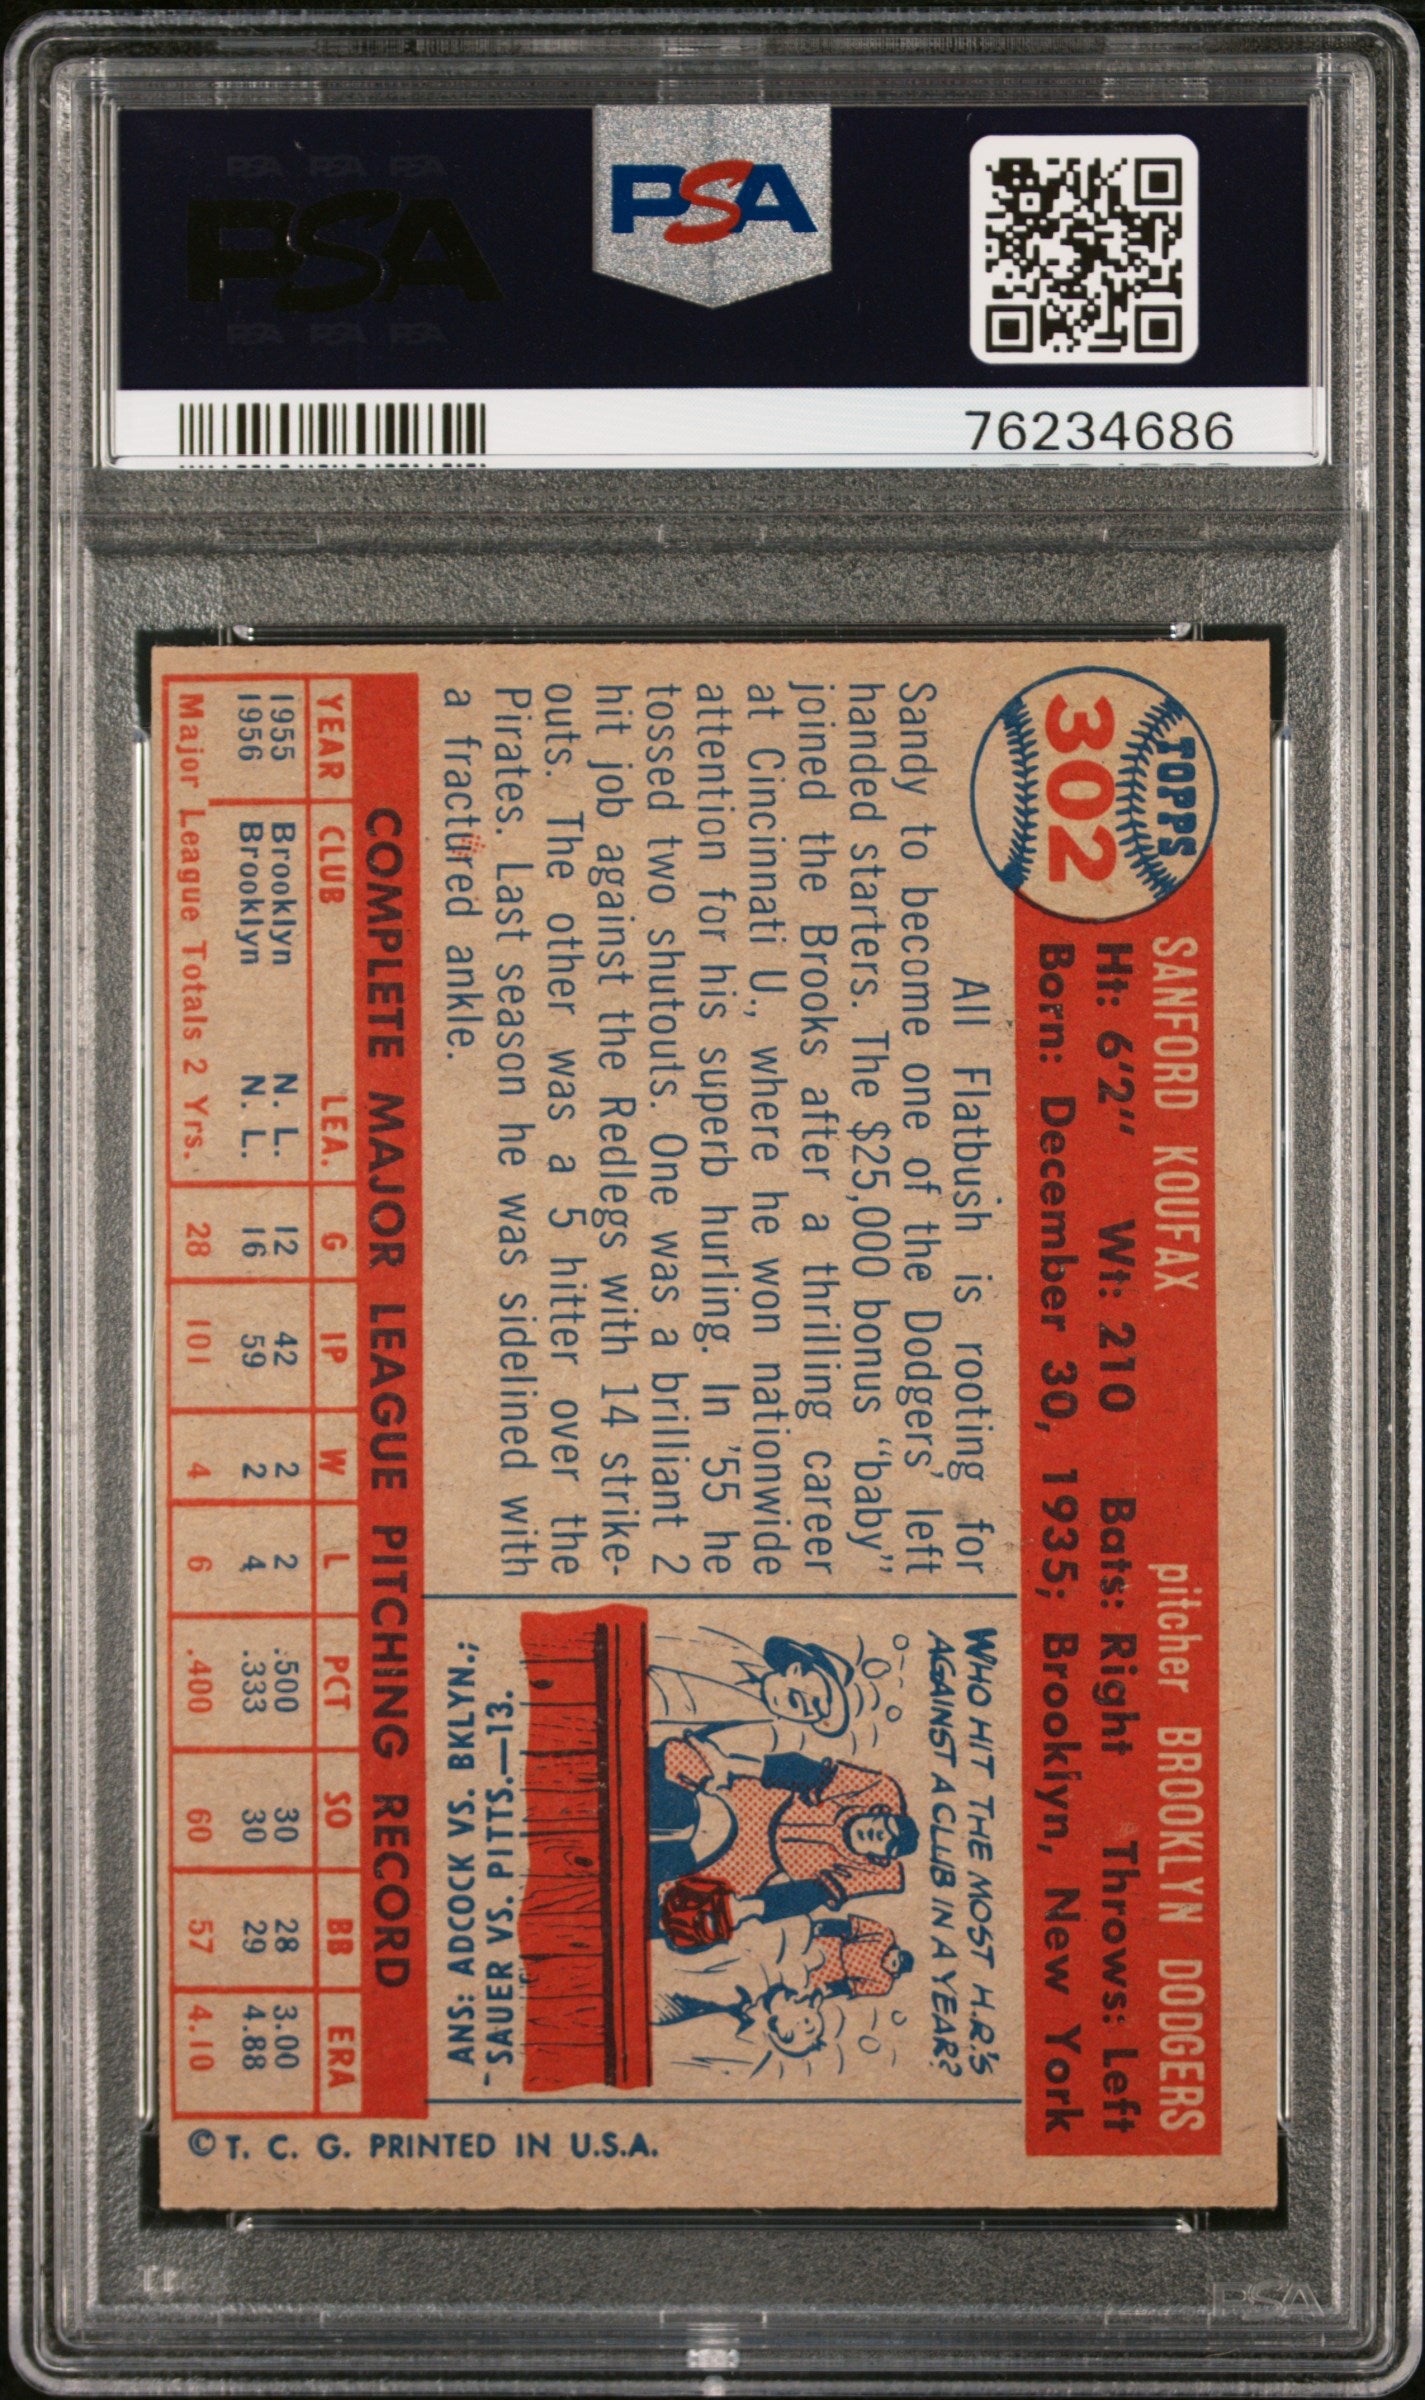 PSA PSA PSA
PSA
PSA PSA PSA
PSA
76234686
TOPPS
302
SANFORD KOUFAX pitcher BROOKLYN DODGERS
Ht: 6'2" Wt: 210 Bats: Right Throws: Left
Born: December 30, 1935; Brooklyn, New York
All Flatbush is rooting for
Sandy to become one of the Dodgers' left
handed starters. The $25,000 bonus "baby"
joined the Brooks after a thrilling career
at Cincinnati U., where he won nationwide
attention for his superb hurling. In '55 he
tossed two shutouts. One was a brilliant 2
hit job against the Redlegs with 14 strike-
outs. The other was a 5 hitter over the
Pirates. Last season he was sidelined with
a fractured ankle.
WHO HIT THE MOST H.R.'S
AGAINST A CLUB IN A YEAR?
ANS: ADCOCK VS. BKLYN.;
-SAUER VS. PITTS.—13.
COMPLETE MAJOR LEAGUE PITCHING RECORD
YEAR CLUB LEA. G IP W L PCT SO BB ERA
1955 Brooklyn N. L. 12 42 2 2 .500 30 28 3.00
1956 Brooklyn N. L. 16 59 2 4 .333 30 29 4.88
Major League Totals 2 Yrs. 28 101 4 6 .400 60 57 4.10
© T. C. G. PRINTED IN U.S.A.
PSA